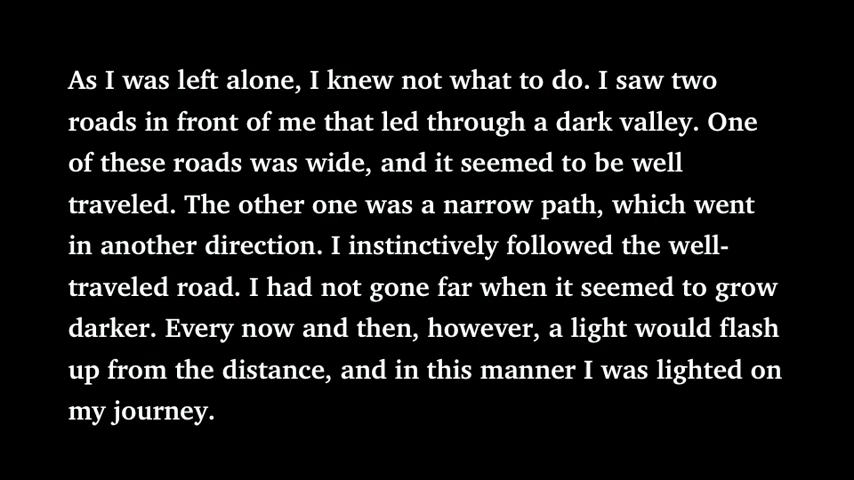 As I was left alone, I knew not what to do. I saw two
roads in front of me that led through a dark valley. One
of these roads was wide, and it seemed to be well
traveled. The other one was a narrow path, which went
in another direction. I instinctively followed the well-
traveled road. I had not gone far when it seemed to grow
darker. Every now and then, however, a light would flash
up from the distance, and in this manner I was lighted on
my journey.